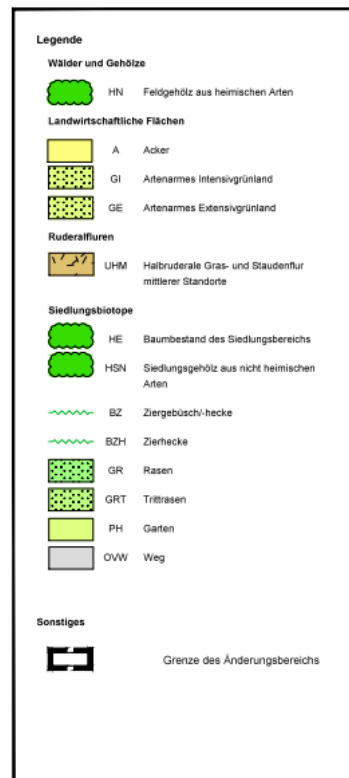 Legende
Wälder und Gehölze
HN Feldgehölz aus heimischen Arten
Landwirtschaftliche Flächen
A Acker
GI Artenarmes Intensivgrünland
GE Artenarmes Extensivgrünland
Ruderalfluren
UHM Halbruderale Gras- und Staudenflur
mittlerer Standorte
Siedlungsbiotope
HE Baumbestand des Siedlungsbereichs
HSN Siedlungsgehölz aus nicht heimischen
Arten
BZ Ziergebüsch/-hecke
BZH Zierhecke
GR Rasen
GRT Trittrasen
PH Garten
OVW Weg
Sonstiges
Grenze des Änderungsbereichs